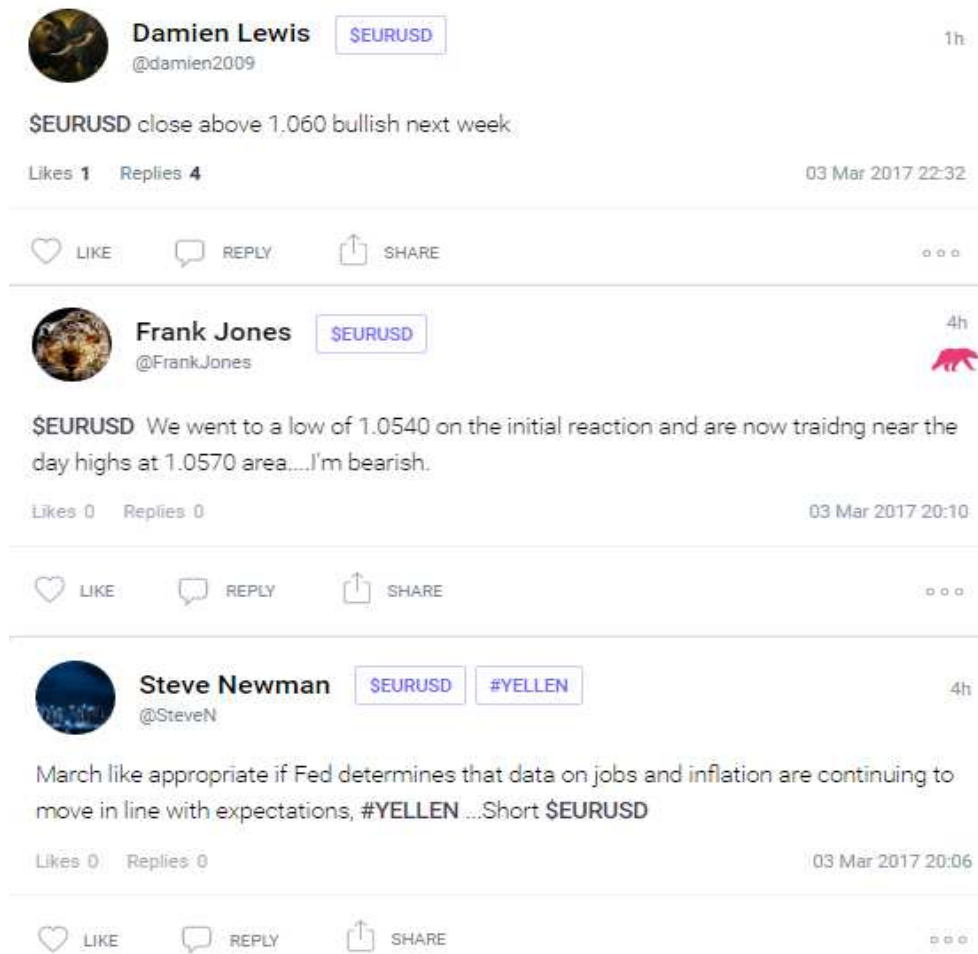 Damien Lewis $EURUSD 1h
@damien2009
$EURUSD close above 1.060 bullish next week
Likes 1 Replies 4 03 Mar 2017 22:32
LIKE REPLY SHARE
Frank Jones $EURUSD 4h
@FrankJones
$EURUSD We went to a low of 1.0540 on the initial reaction and are now traidng near the
day highs at 1.0570 area....I'm bearish.
Likes 0 Replies 0 03 Mar 2017 20:10
LIKE REPLY SHARE
Steve Newman $EURUSD #YELLEN 4h
@SteveN
March like appropriate if Fed determines that data on jobs and inflation are continuing to
move in line with expectations, #YELLEN ...Short $EURUSD
Likes 0 Replies 0 03 Mar 2017 20:06
LIKE REPLY SHARE